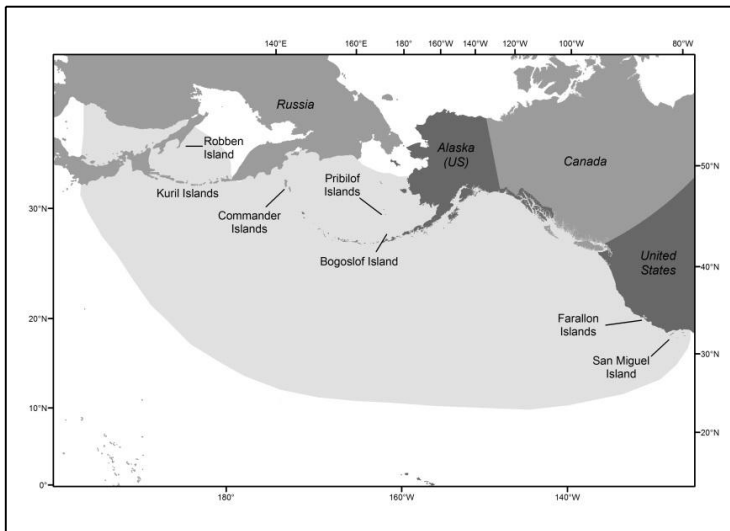 140°E 160°E 180° 160°W 140°W 120°W 100°W 80°W
Russia
Robben
Island
Alaska
(US)
Canada
50°N
Pribilof
Islands
Kuril Islands
30°N
Commander
Islands
Bogoslof Island
United
States
40°N
Farallon
Islands
20°N
San Miguel
Island
30°N
10°N
20°N
0°
180° 160°W 140°W